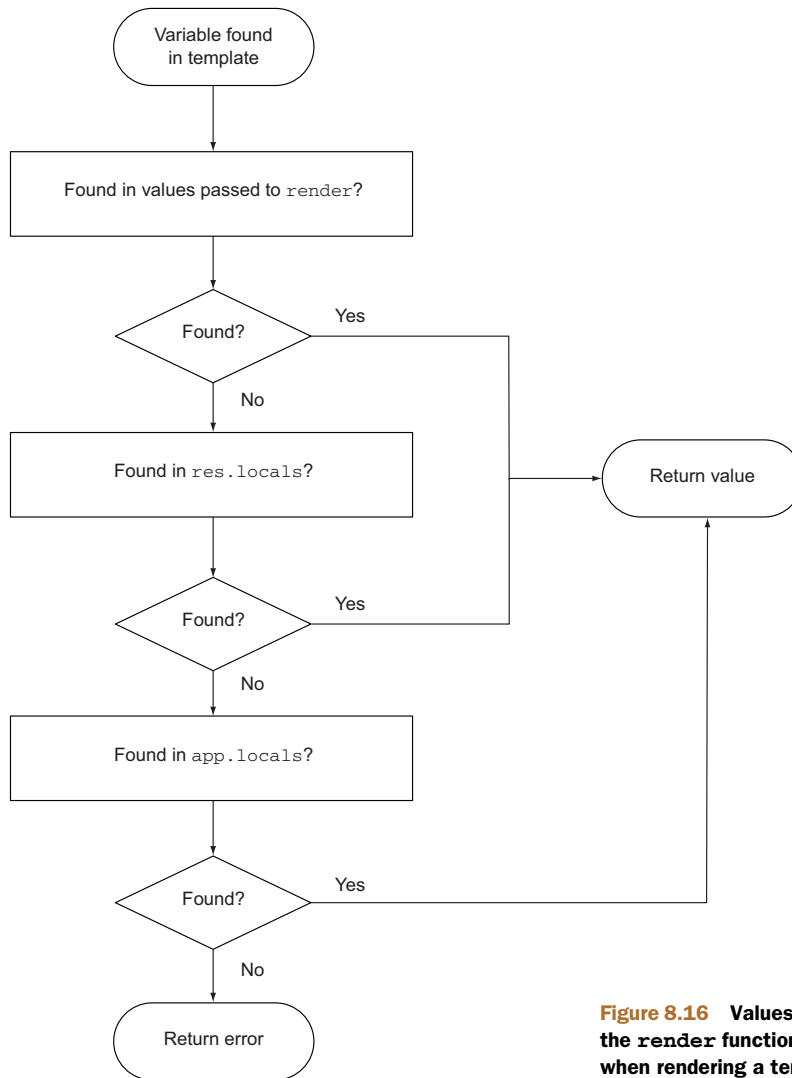 Variable found
in template
Found in values passed to render?
Found?
Yes
No
Found in res.locals?
Return value
Found?
Yes
No
Found in app.locals?
Found?
Yes
No
Return error
Figure 8.16 Values
the render function
when rendering a